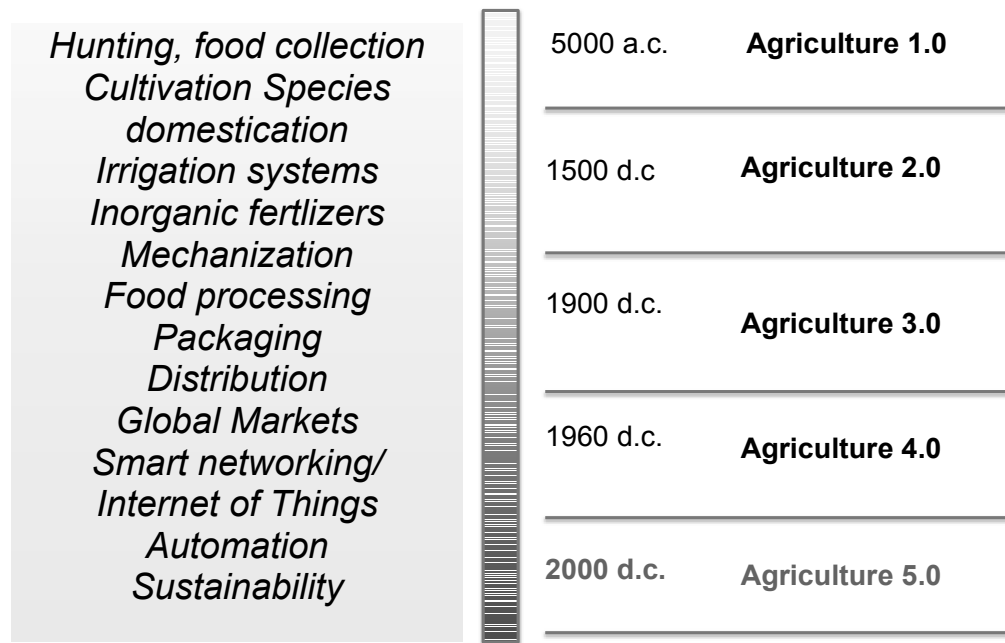 Hunting, food collection
Cultivation Species
domestication
Irrigation systems
Inorganic fertlizers
Mechanization
Food processing
Packaging
Distribution
Global Markets
Smart networking/
Internet of Things
Automation
Sustainability
5000 a.c. Agriculture 1.0
1500 d.c Agriculture 2.0
1900 d.c. Agriculture 3.0
1960 d.c. Agriculture 4.0
2000 d.c. Agriculture 5.0